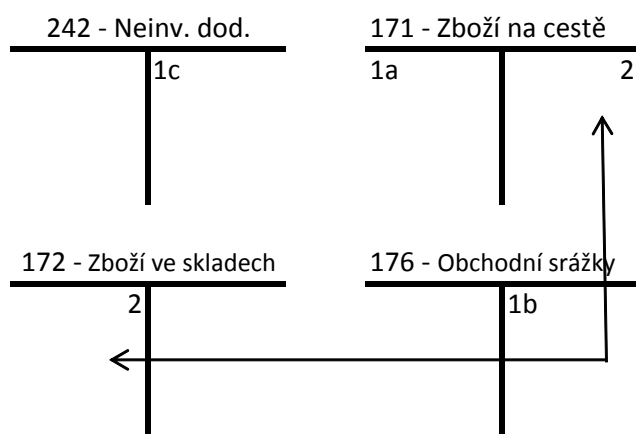 242 - Neinv. dod.
171 - Zboží na cestě
1c
1a
2
172 - Zboží ve skladech
176 - Obchodní srážky
2
1b